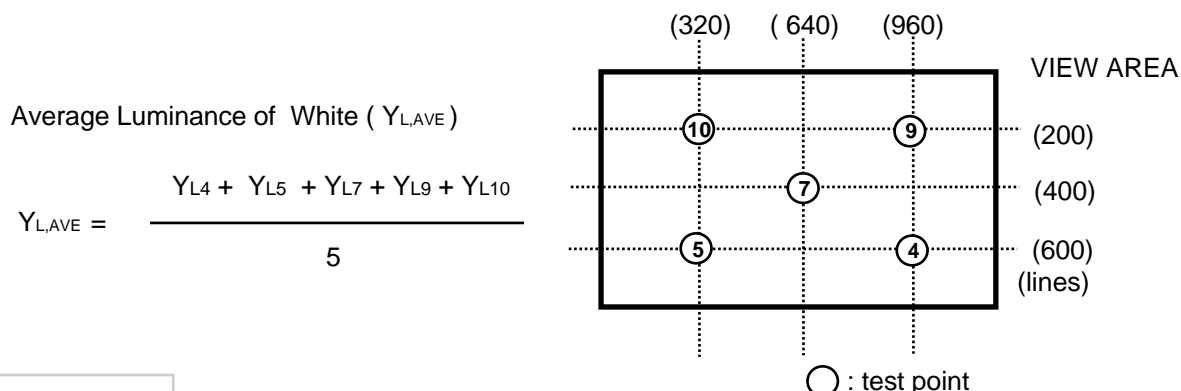 (320) ( 640) (960)
VIEW AREA
Average Luminance of White ( YL,AVE )
10 9 (200)
YL4 + YL5 + YL7 + YL9 + YL10
7 (400)
YL,AVE =
5
5 4 (600)
(lines)
: test point